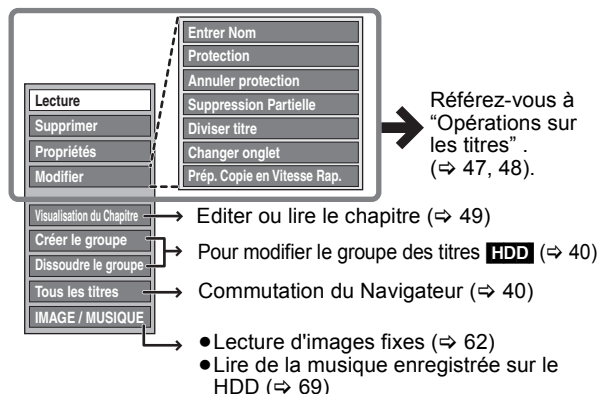 Entrer Nom
Protection
Annuler protection
Suppression Partielle
Diviser titre
Changer onglet
Prép. Copie en Vitesse Rap.
Lecture
Supprimer
Propriétés
Modifier
Référez-vous à
“Opérations sur
les titres” .
(⇨ 47, 48).
Visualisation du Chapitre
Editer ou lire le chapitre (⇨ 49)
Créer le groupe
Dissoudre le groupe
Pour modifier le groupe des titres HDD (⇨ 40)
Tous les titres
Commutation du Navigateur (⇨ 40)
IMAGE / MUSIQUE
●Lecture d'images fixes (⇨ 62)
●Lire de la musique enregistrée sur le
HDD (⇨ 69)